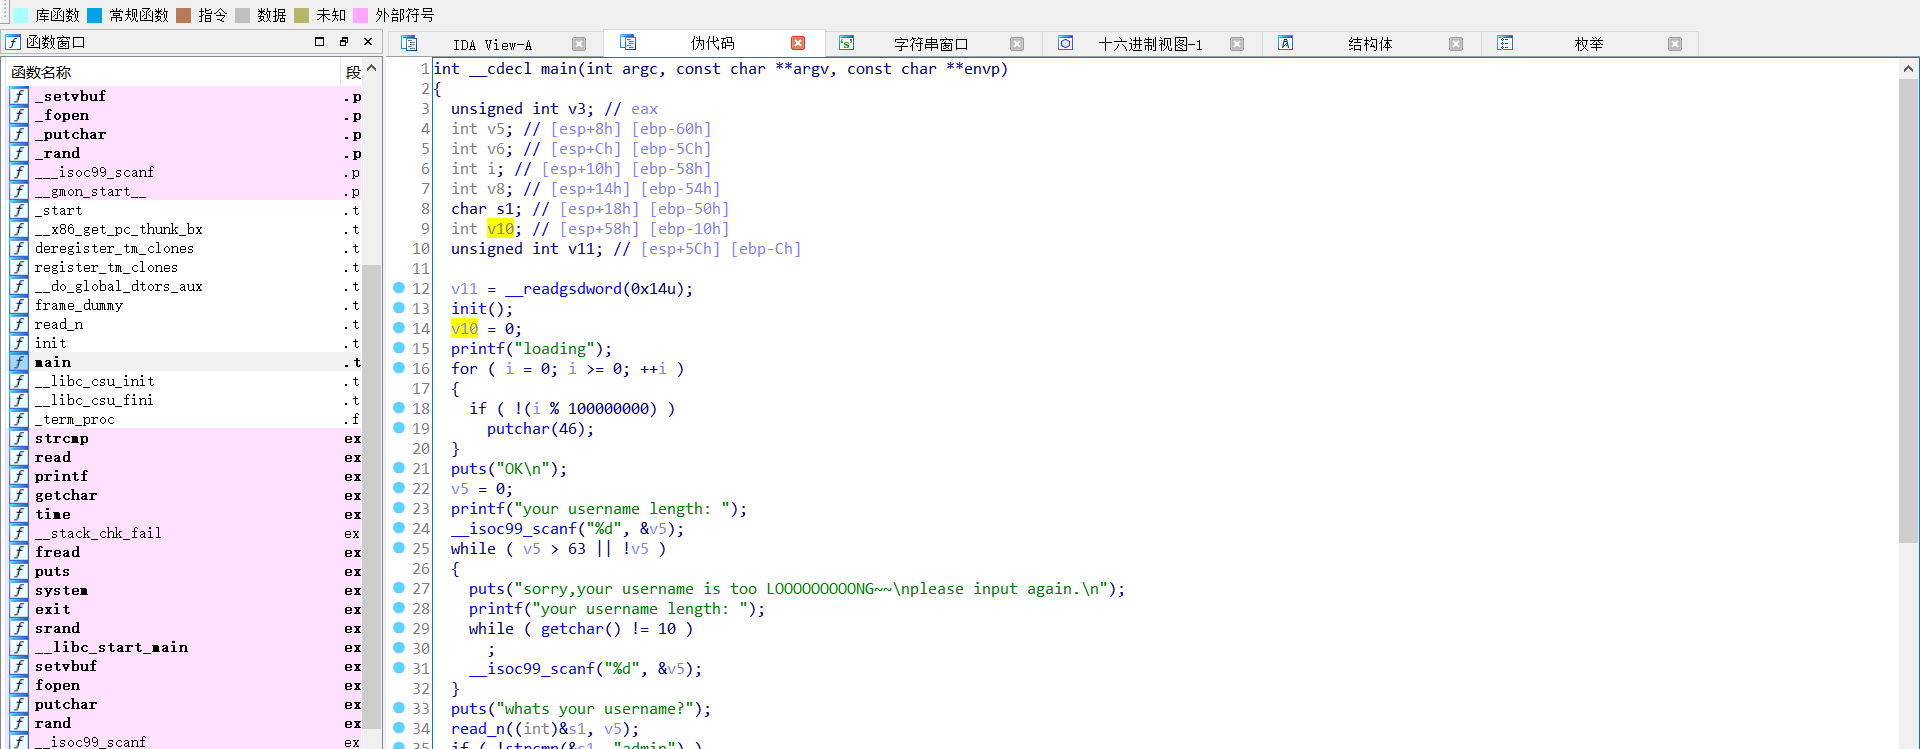 库函数 常规函数 指令 数据 未知 外部符号
函数窗口
IDA View-A 伪代码 字符串窗口 十六进制视图-1 结构体 枚举
函数名称 段
_setvbuf .p
_fopen .p
_putchar .p
_rand .p
___isoc99_scanf .p
__gmon_start__ .p
_start .t
__x86_get_pc_thunk_bx .t
deregister_tm_clones .t
register_tm_clones .t
__do_global_dtors_aux .t
frame_dummy .t
read_n .t
init .t
main .t
__libc_csu_init .t
__libc_csu_fini .t
_term_proc .f
strcmp ex
read ex
printf ex
getchar ex
time ex
__stack_chk_fail ex
fread ex
puts ex
system ex
exit ex
srand ex
__libc_start_main ex
setvbuf ex
fopen ex
putchar ex
rand ex
__isoc99_scanf ex
1 int __cdecl main(int argc, const char **argv, const char **envp)
2 {
3 unsigned int v3; // eax
4 int v5; // [esp+8h] [ebp-60h]
5 int v6; // [esp+Ch] [ebp-5Ch]
6 int i; // [esp+10h] [ebp-58h]
7 int v8; // [esp+14h] [ebp-54h]
8 char s1; // [esp+18h] [ebp-50h]
9 int v10; // [esp+58h] [ebp-10h]
10 unsigned int v11; // [esp+5Ch] [ebp-Ch]
11
12 v11 = __readgsdword(0x14u);
13 init();
14 v10 = 0;
15 printf("loading");
16 for ( i = 0; i >= 0; ++i )
17 {
18 if ( !(i % 100000000) )
19 putchar(46);
20 }
21 puts("OK\n");
22 v5 = 0;
23 printf("your username length: ");
24 __isoc99_scanf("%d", &v5);
25 while ( v5 > 63 || !v5 )
26 {
27 puts("sorry,your username is too LOOOOOOOOONG~~\nplease input again.\n");
28 printf("your username length: ");
29 while ( getchar() != 10 )
30 ;
31 __isoc99_scanf("%d", &v5);
32 }
33 puts("whats your username?");
34 read_n((int)&s1, v5);
35 if ( !strcmp(&s1, "admin") )